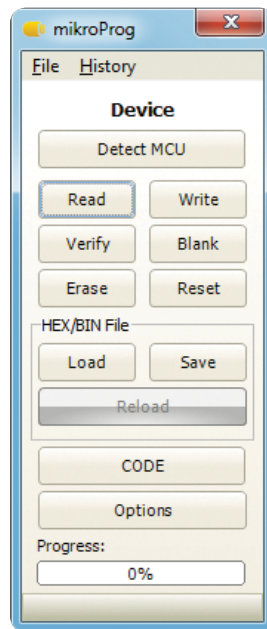 mikroProg
File History
Device
Detect MCU
Read Write
Verify Blank
Erase Reset
HEX/BIN File
Load Save
Reload
CODE
Options
Progress:
0%